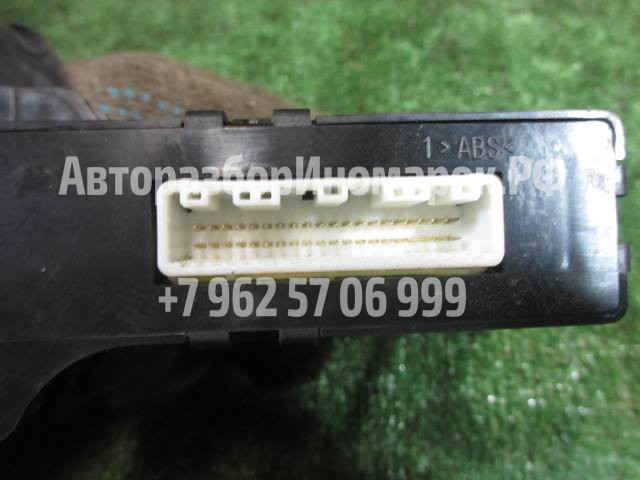 1 >ABS<
АвторазборИномарок.РФ
+7 962 57 06 999